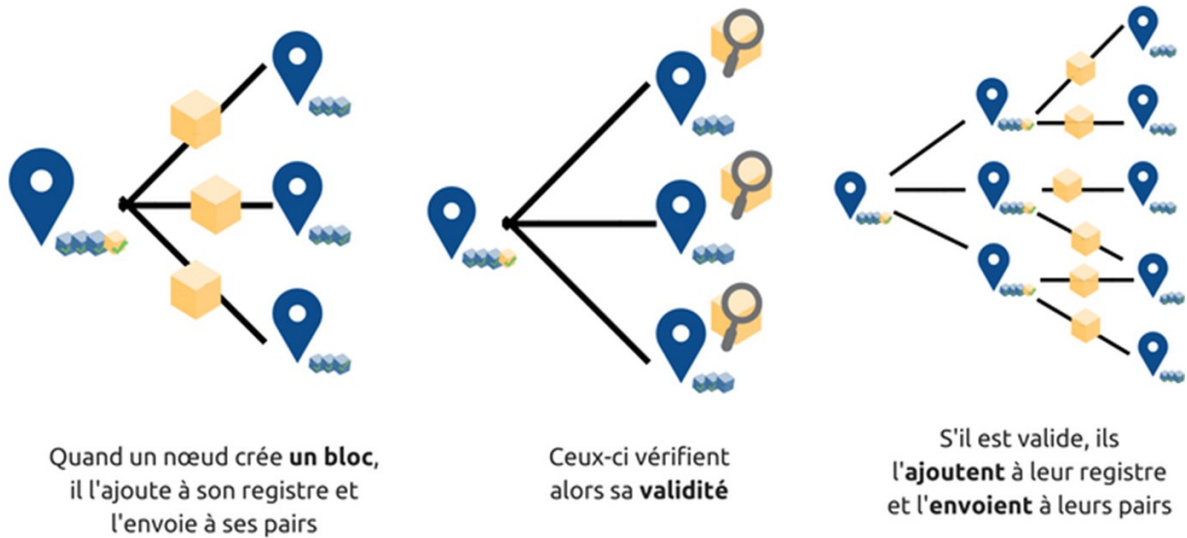 Quand un nœud crée un bloc,
il l'ajoute à son registre et
l'envoie à ses pairs
Ceux-ci vérifient
alors sa validité
S'il est valide, ils
l'ajoutent à leur registre
et l'envoient à leurs pairs